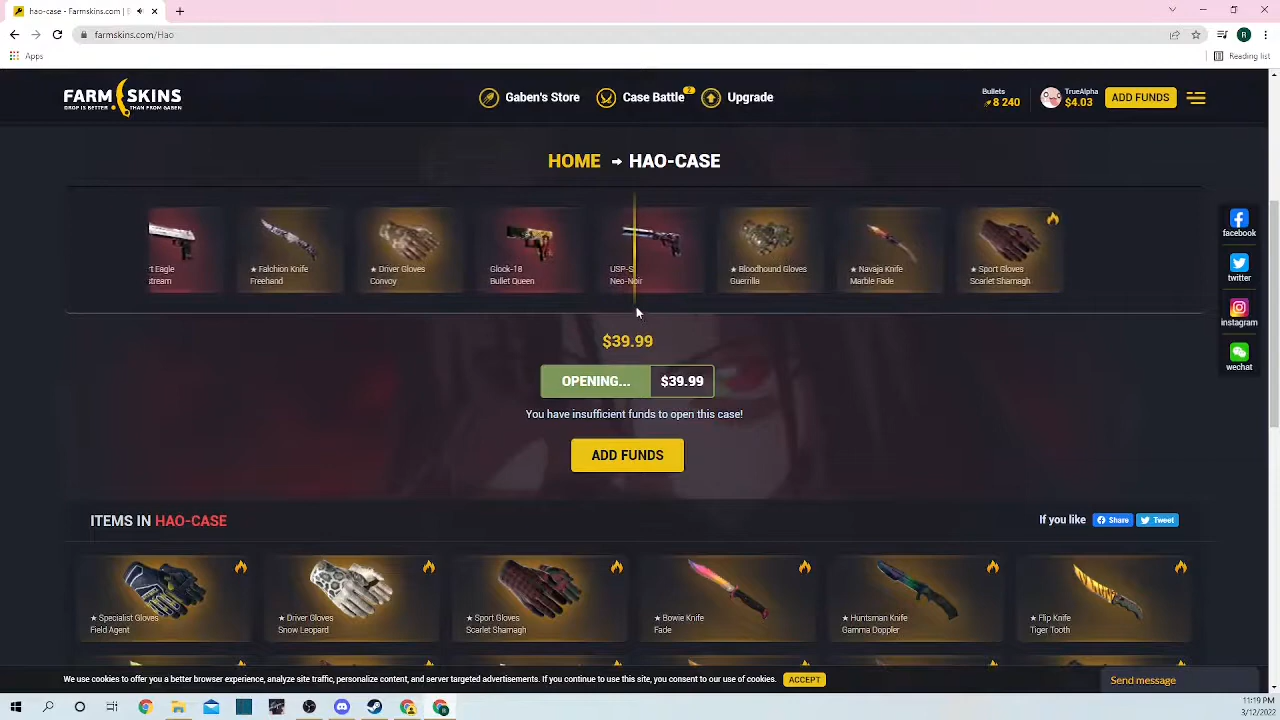 hao-case - Farmskins.com |
farmskins.com/Hao
Apps
Reading list
FARM SKINS
DROP IS BETTER THAN FROM GABEN
Gaben's Store
Case Battle
2
Upgrade
Bullets
8 240
TrueAlpha
$4.03
ADD FUNDS
HOME → HAO-CASE
t Eagle
stream
★ Falchion Knife
Freehand
★ Driver Gloves
Convoy
Glock-18
Bullet Queen
USP-S
Neo-Noir
★ Bloodhound Gloves
Guerrilla
★ Navaja Knife
Marble Fade
★ Sport Gloves
Scarlet Shamagh
facebook
twitter
instagram
wechat
$39.99
OPENING...
$39.99
You have insufficient funds to open this case!
ADD FUNDS
ITEMS IN HAO-CASE
If you like
Share
Tweet
★ Specialist Gloves
Field Agent
★ Driver Gloves
Snow Leopard
★ Sport Gloves
Scarlet Shamagh
★ Bowie Knife
Fade
★ Huntsman Knife
Gamma Doppler
★ Flip Knife
Tiger Tooth
We use cookies to offer you a better browser experience, analyze site traffic, personalize content, and server targeted advertisements. If you continue to use this site, you consent to our use of cookies.
ACCEPT
Send message
11:19 PM
3/12/2022